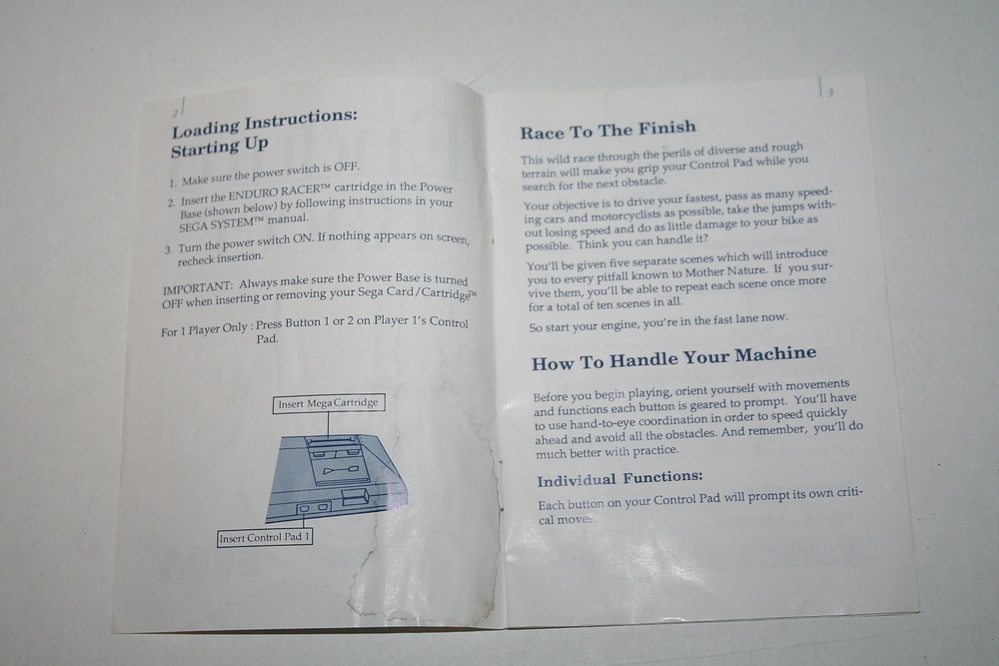 2
Loading Instructions:
Starting Up
1. Make sure the power switch is OFF.
2. Insert the ENDURO RACER™ cartridge in the Power
Base (shown below) by following instructions in your
SEGA SYSTEM™ manual.
3. Turn the power switch ON. If nothing appears on screen,
recheck insertion.
IMPORTANT: Always make sure the Power Base is turned
OFF when inserting or removing your Sega Card/Cartridge™
For 1 Player Only : Press Button 1 or 2 on Player 1's Control
Pad.
Insert Mega Cartridge
Insert Control Pad 1
3
Race To The Finish
This wild race through the perils of diverse and rough
terrain will make you grip your Control Pad while you
search for the next obstacle.
Your objective is to drive your fastest, pass as many speed-
ing cars and motorcyclists as possible, take the jumps with-
out losing speed and do as little damage to your bike as
possible. Think you can handle it?
You'll be given five separate scenes which will introduce
you to every pitfall known to Mother Nature. If you sur-
vive them, you'll be able to repeat each scene once more
for a total of ten scenes in all.
So start your engine, you're in the fast lane now.
How To Handle Your Machine
Before you begin playing, orient yourself with movements
and functions each button is geared to prompt. You'll have
to use hand-to-eye coordination in order to speed quickly
ahead and avoid all the obstacles. And remember, you'll do
much better with practice.
Individual Functions:
Each button on your Control Pad will prompt its own criti-
cal moves.